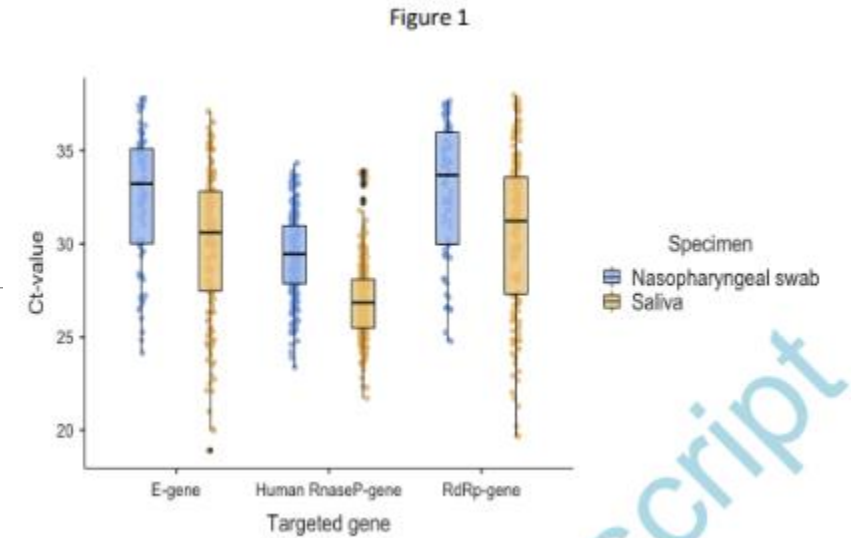 Figure 1
35
30
25
20
Ct-value
E-gene
Human RnaseP-gene
RdRp-gene
Targeted gene
Specimen
Nasopharyngeal swab
Saliva
script